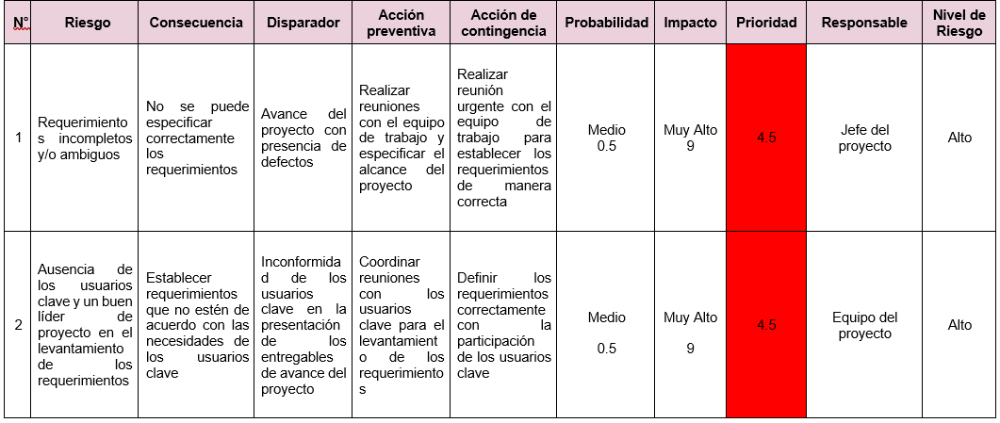 N° Riesgo Consecuencia Disparador Acción preventiva Acción de contingencia Probabilidad Impacto Prioridad Responsable Nivel de Riesgo
1
Requerimiento
s incompletos
y/o ambiguos
No se puede
especificar
correctamente
los
requerimientos
Avance del
proyecto con
presencia de
defectos
Realizar
reuniones
con el equipo
de trabajo y
especificar el
alcance del
proyecto
Realizar
reunión
urgente con el
equipo de
trabajo para
establecer los
requerimientos
de manera
correcta
Medio
0.5
Muy Alto
9
4.5
Jefe del
proyecto
Alto
2
Ausencia de
los usuarios
clave y un buen
líder de
proyecto en el
levantamiento
de los
requerimientos
Establecer
requerimientos
que no estén de
acuerdo con las
necesidades de
los usuarios
clave
Inconformida
d de los
usuarios
clave en la
presentación
de los
entregables
de avance del
proyecto
Coordinar
reuniones
con los
usuarios
clave para el
levantamient
o de los
requerimiento
s
Definir los
requerimientos
correctamente
con la
participación
de los usuarios
clave
Medio
0.5
Muy Alto
9
4.5
Equipo del
proyecto
Alto